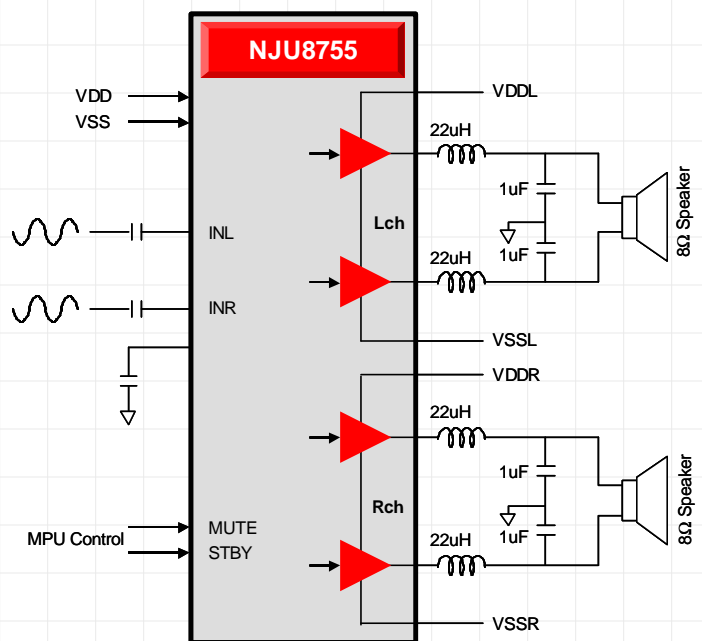 NJU8755
VDD
VSS
INL
INR
MPU Control
MUTE
STBY
VDDL
22uH
1uF
Lch
1uF
22uH
8Ω Speaker
VSSL
VDDR
22uH
1uF
Rch
1uF
22uH
8Ω Speaker
VSSR